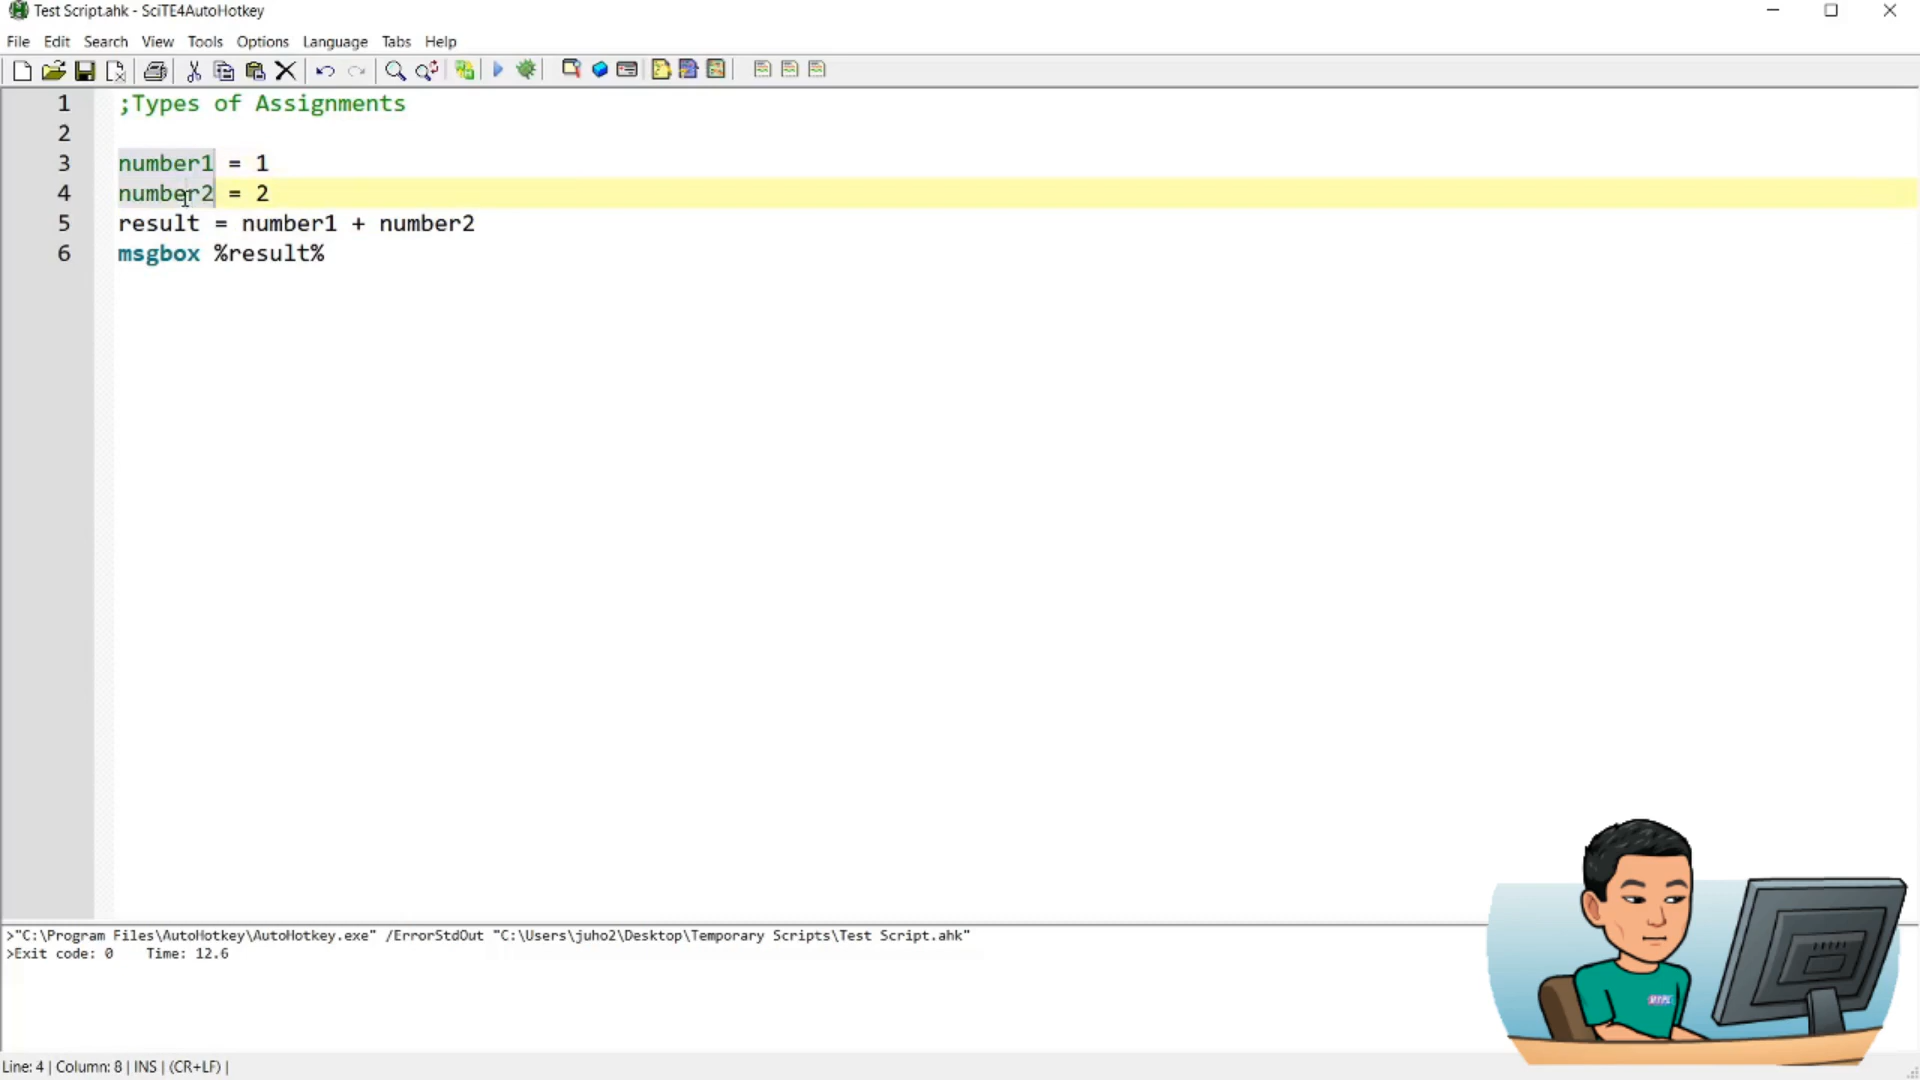 Test Script.ahk - SciTE4AutoHotkey
File Edit Search View Tools Options Language Tabs Help
1 ;Types of Assignments
2
3 number1 = 1
4 number2 = 2
5 result = number1 + number2
6 msgbox %result%
>"C:\Program Files\AutoHotkey\AutoHotkey.exe" /ErrorStdOut "C:\Users\juho2\Desktop\Temporary Scripts\Test Script.ahk"
>Exit code: 0    Time: 12.6
Line: 4 | Column: 8 | INS | (CR+LF) |